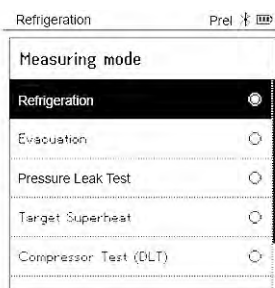 Refrigeration Prel
Measuring mode
Refrigeration
Evacuation
Pressure Leak Test
Target Superheat
Compressor Test (DLT)